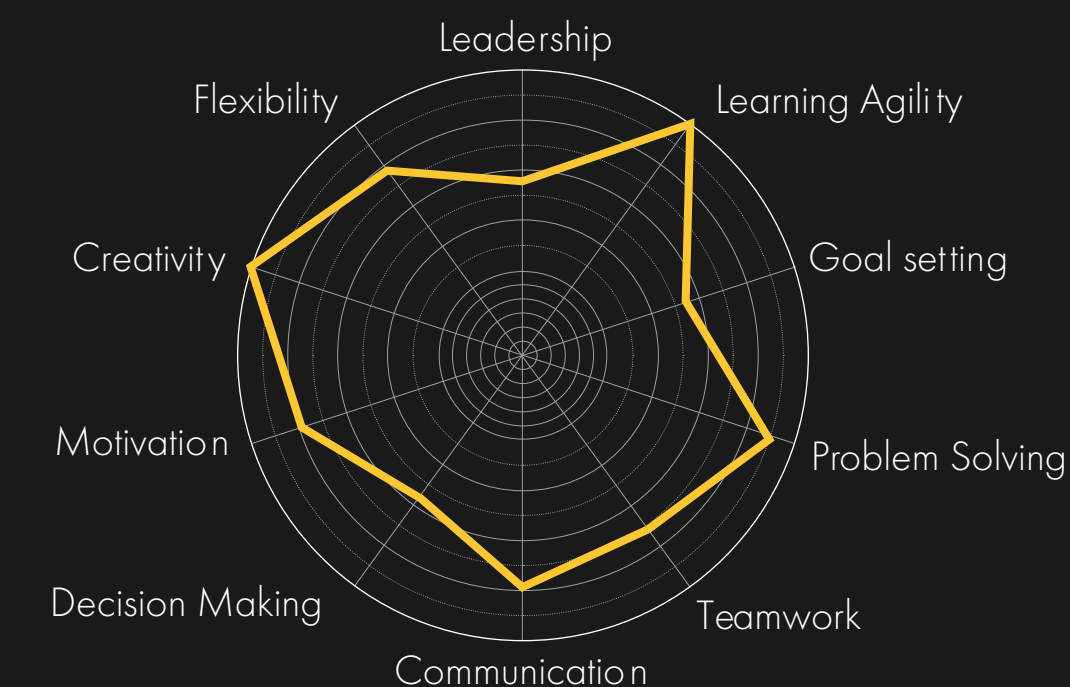 Leadership
Flexibility
Learning Agility
Creativity
Goal setting
Motivation
Problem Solving
Decision Making
Teamwork
Communication